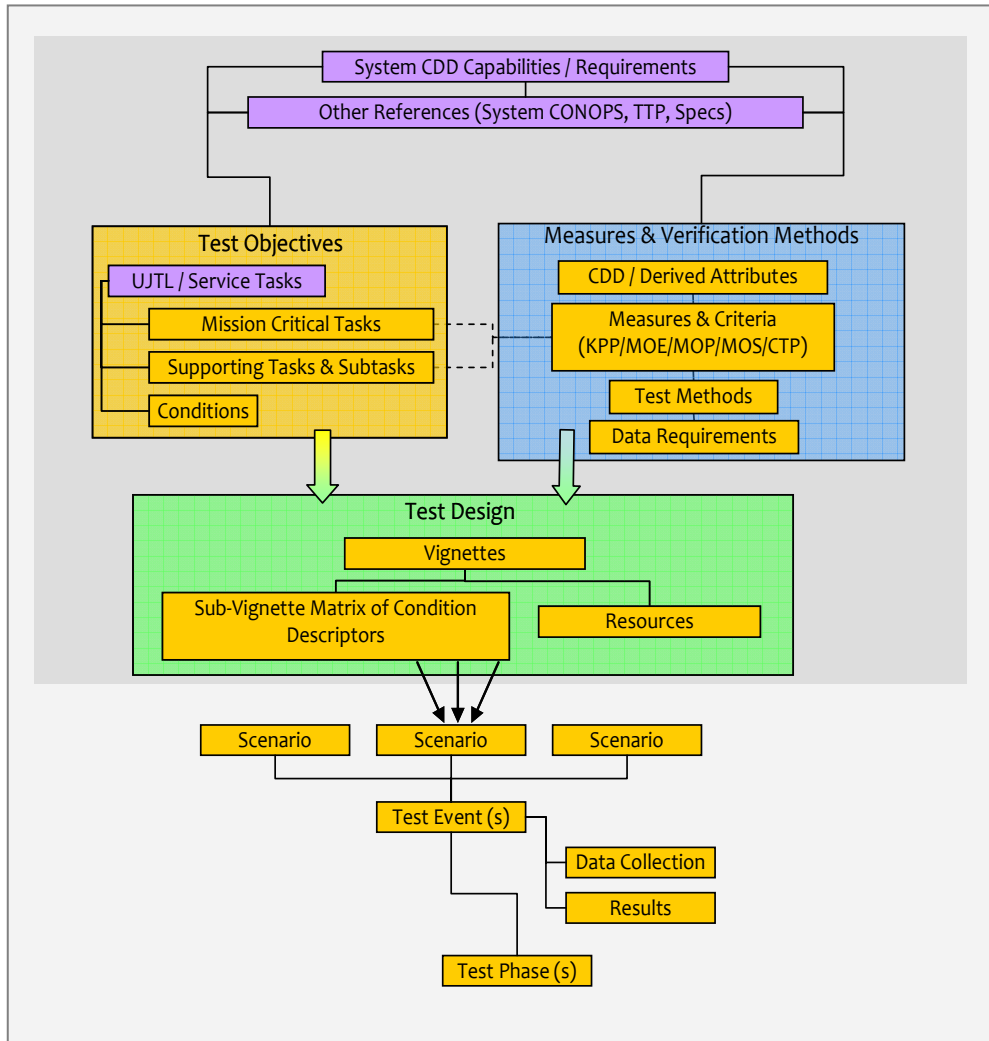 System CDD Capabilities / Requirements
Other References (System CONOPS, TTP, Specs)
Test Objectives
UJTL / Service Tasks
Mission Critical Tasks
Supporting Tasks & Subtasks
Conditions
Measures & Verification Methods
CDD / Derived Attributes
Measures & Criteria
(KPP/MOE/MOP/MOS/CTP)
Test Methods
Data Requirements
Test Design
Vignettes
Sub-Vignette Matrix of Condition
Descriptors
Resources
Scenario
Scenario
Scenario
Test Event (s)
Data Collection
Results
Test Phase (s)